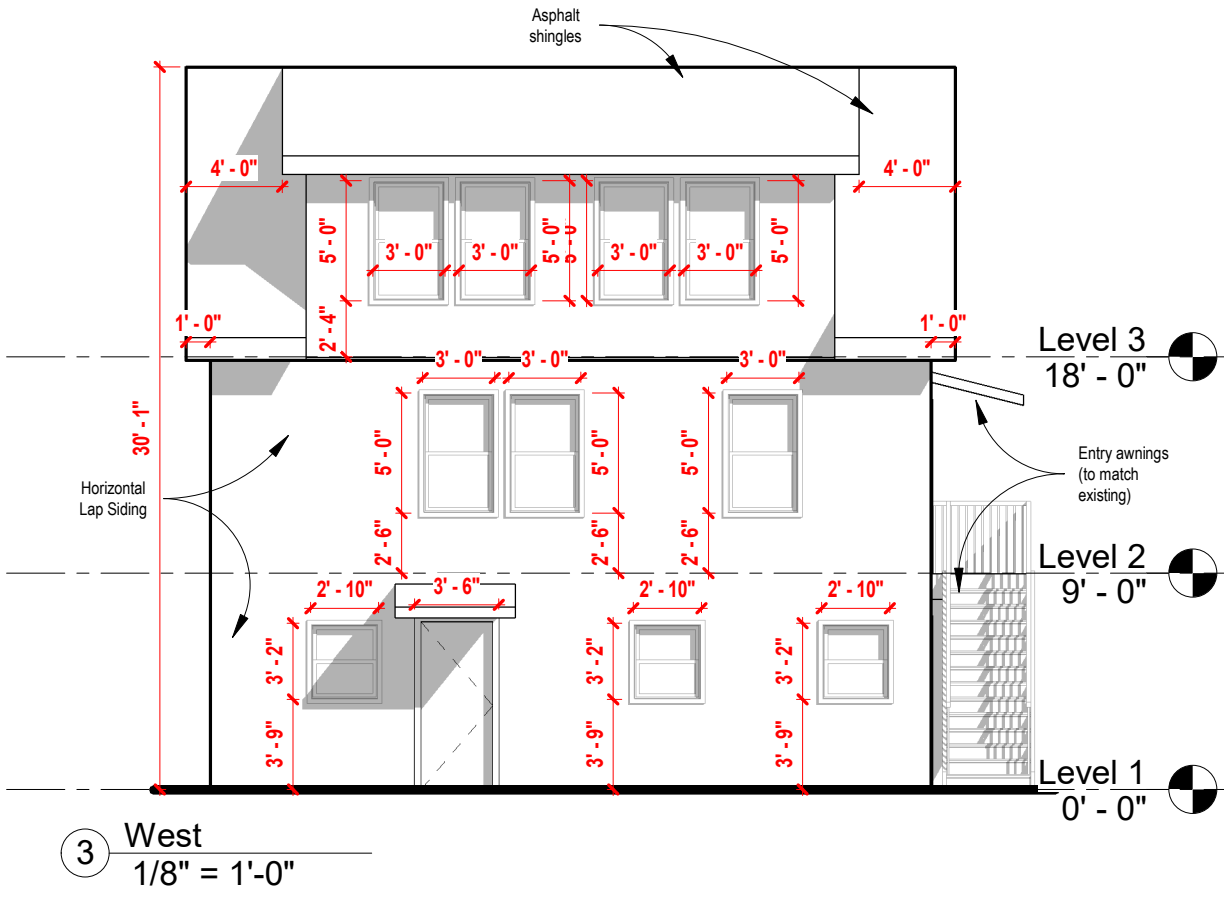 Asphalt
shingles
4' - 0"
4' - 0"
5' - 0"
3' - 0"
3' - 0"
5' - 0"
5' - 0"
3' - 0"
3' - 0"
5' - 0"
1' - 0"
2' - 4"
1' - 0"
Level 3
18' - 0"
3' - 0"
3' - 0"
3' - 0"
30' - 1"
5' - 0"
5' - 0"
5' - 0"
Horizontal
Lap Siding
Entry awnings
(to match
existing)
2' - 6"
2' - 6"
2' - 6"
Level 2
9' - 0"
2' - 10"
3' - 6"
2' - 10"
2' - 10"
3' - 2"
3' - 2"
3' - 2"
3' - 9"
3' - 9"
3' - 9"
Level 1
0' - 0"
3
West
1/8" = 1'-0"